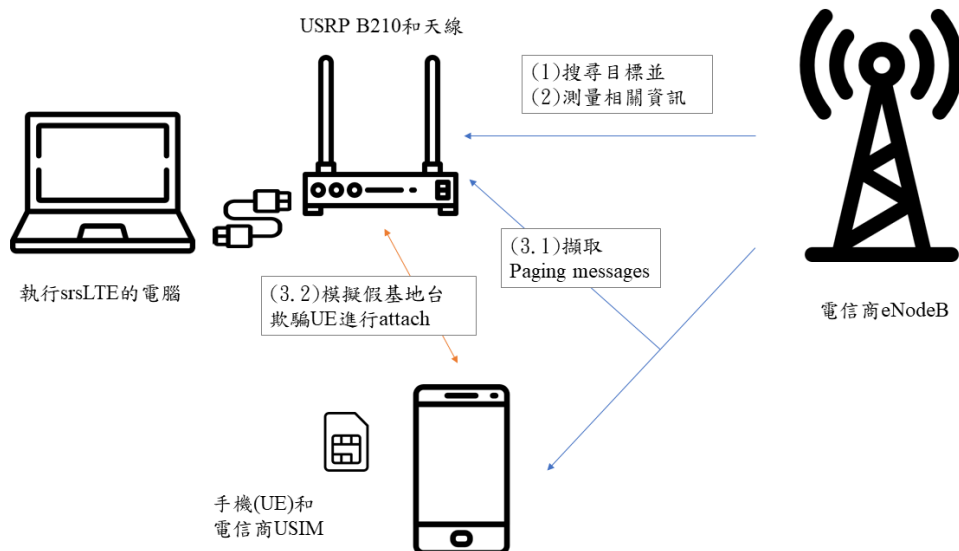 USRP B210和天線
(1)搜尋目標並
(2)測量相關資訊
(3.1)擷取
Paging messages
執行srsLTE的電腦
(3.2)模擬假基地台
欺騙UE進行attach
電信商eNodeB
手機(UE)和
電信商USIM